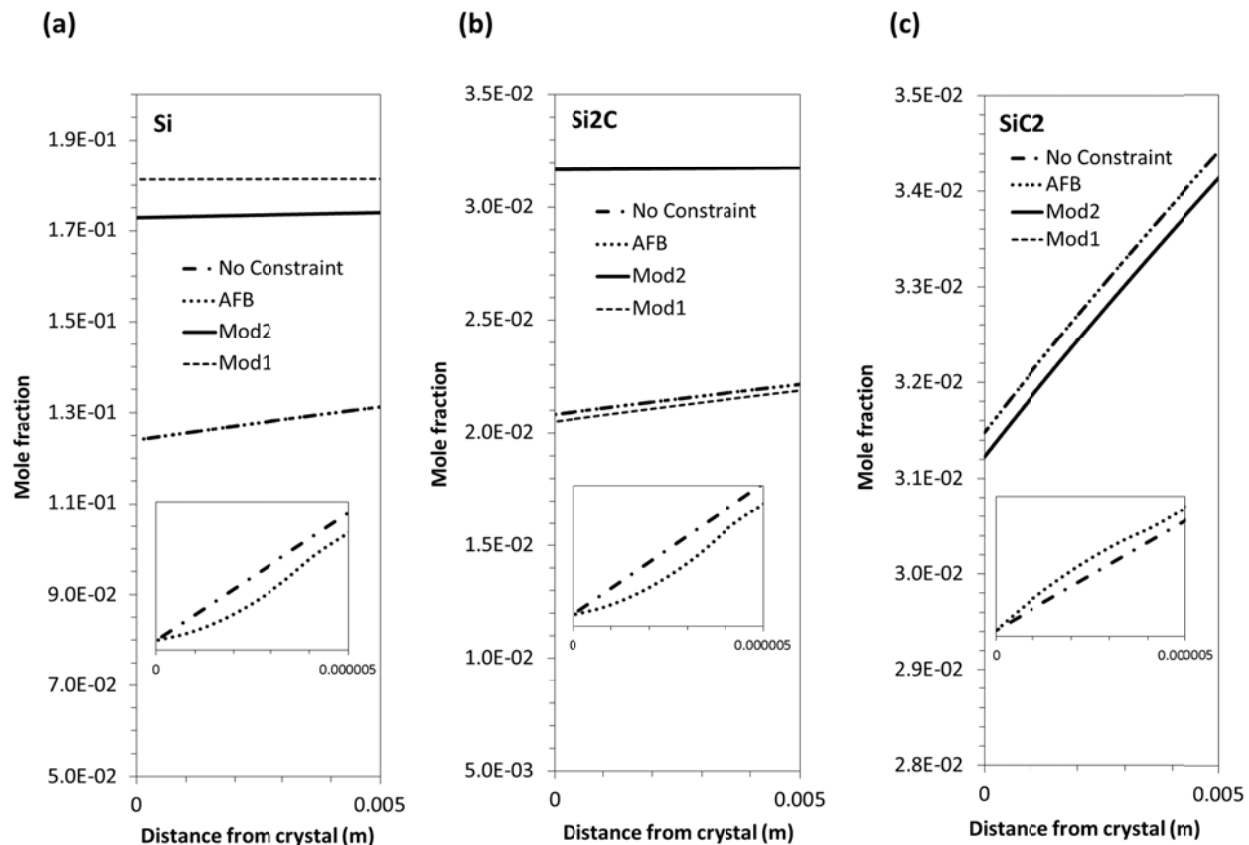 (a)
Si
1.9E-01
1.7E-01
1.5E-01
1.3E-01
1.1E-01
9.0E-02
7.0E-02
5.0E-02
Mole fraction
No Constraint
AFB
Mod2
Mod1
0
0.000005
0
0.005
Distance from crystal (m)
(b)
Si2C
3.5E-02
3.0E-02
2.5E-02
2.0E-02
1.5E-02
1.0E-02
5.0E-03
Mole fraction
No Constraint
AFB
Mod2
Mod1
0
0.000005
0
0.005
Distance from crystal (m)
(c)
SiC2
3.5E-02
3.4E-02
3.3E-02
3.2E-02
3.1E-02
3.0E-02
2.9E-02
2.8E-02
Mole fraction
No Constraint
AFB
Mod2
Mod1
0
0.000005
0
0.005
Distance from crystal (m)